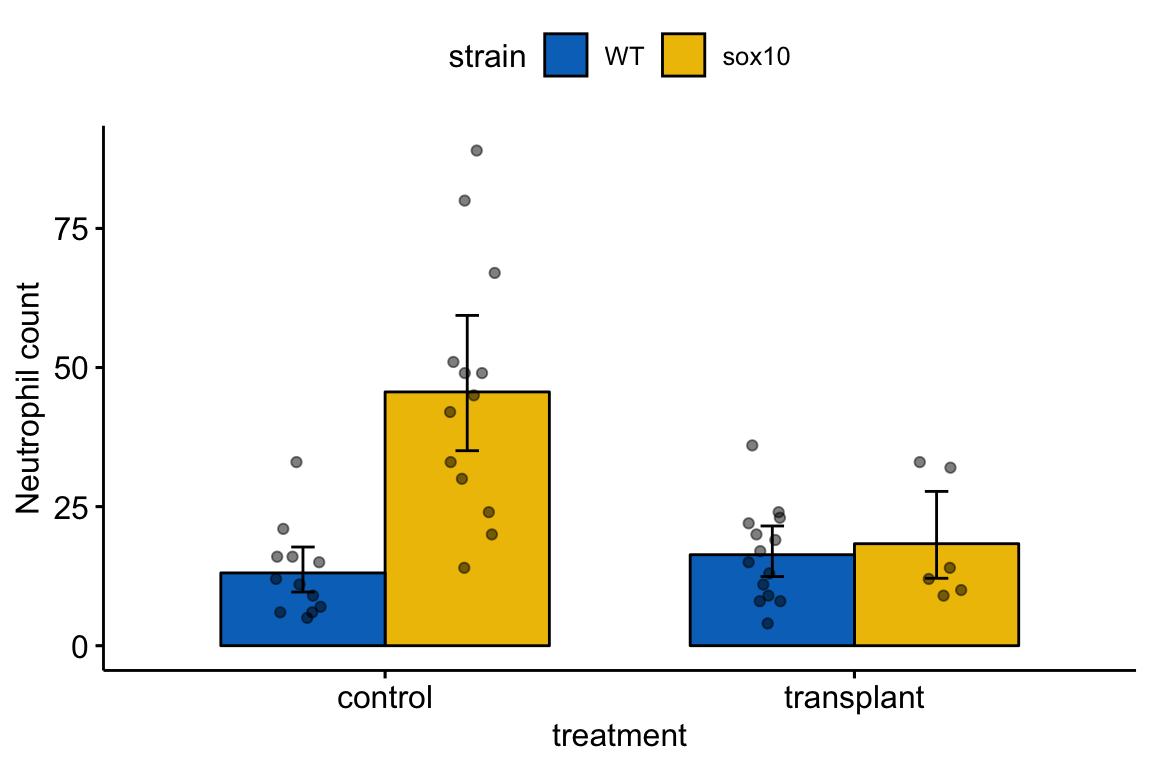 strain WT sox10
Neutrophil count
75
50
25
0
control transplant
treatment